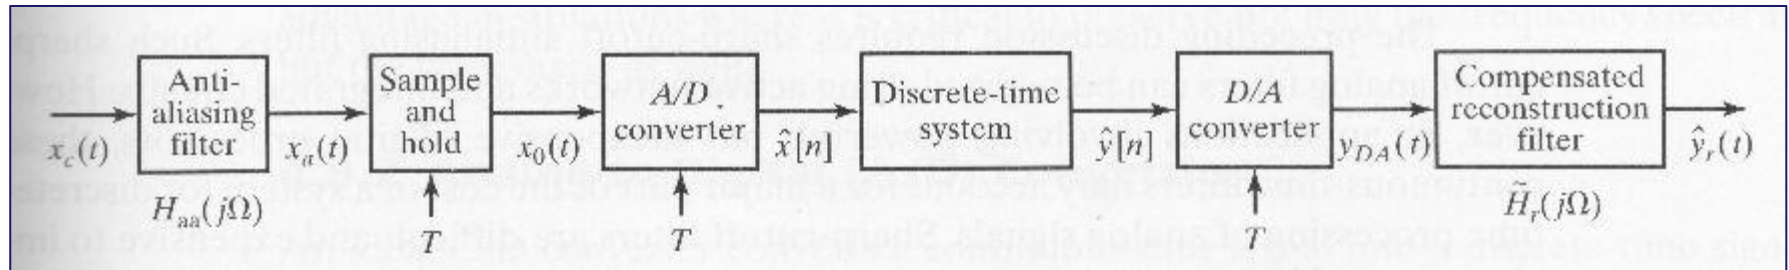 Anti-
aliasing
filter
Sample
and
hold
A/D
converter
Discrete-time
system
D/A
converter
Compensated
reconstruction
filter
x_c(t)
x_a(t)
x_0(t)
x̂[n]
ŷ[n]
y_DA(t)
ŷ_r(t)
H_aa(jΩ)
T
T
T
H̃_r(jΩ)